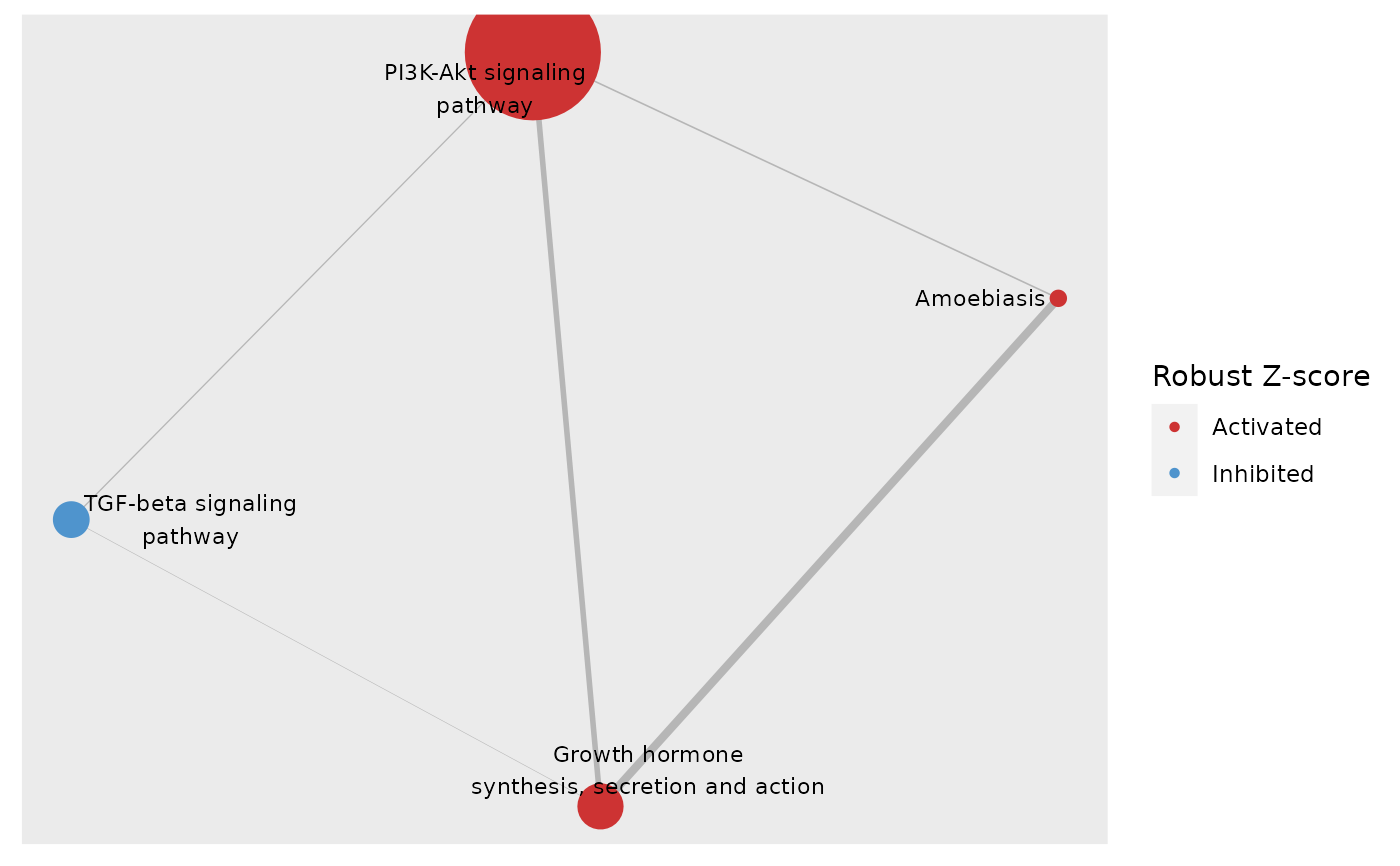 PI3K-Akt signaling
pathway
Amoebiasis
Robust Z-score
Activated
Inhibited
TGF-beta signaling
pathway
Growth hormone
synthesis, secretion and action